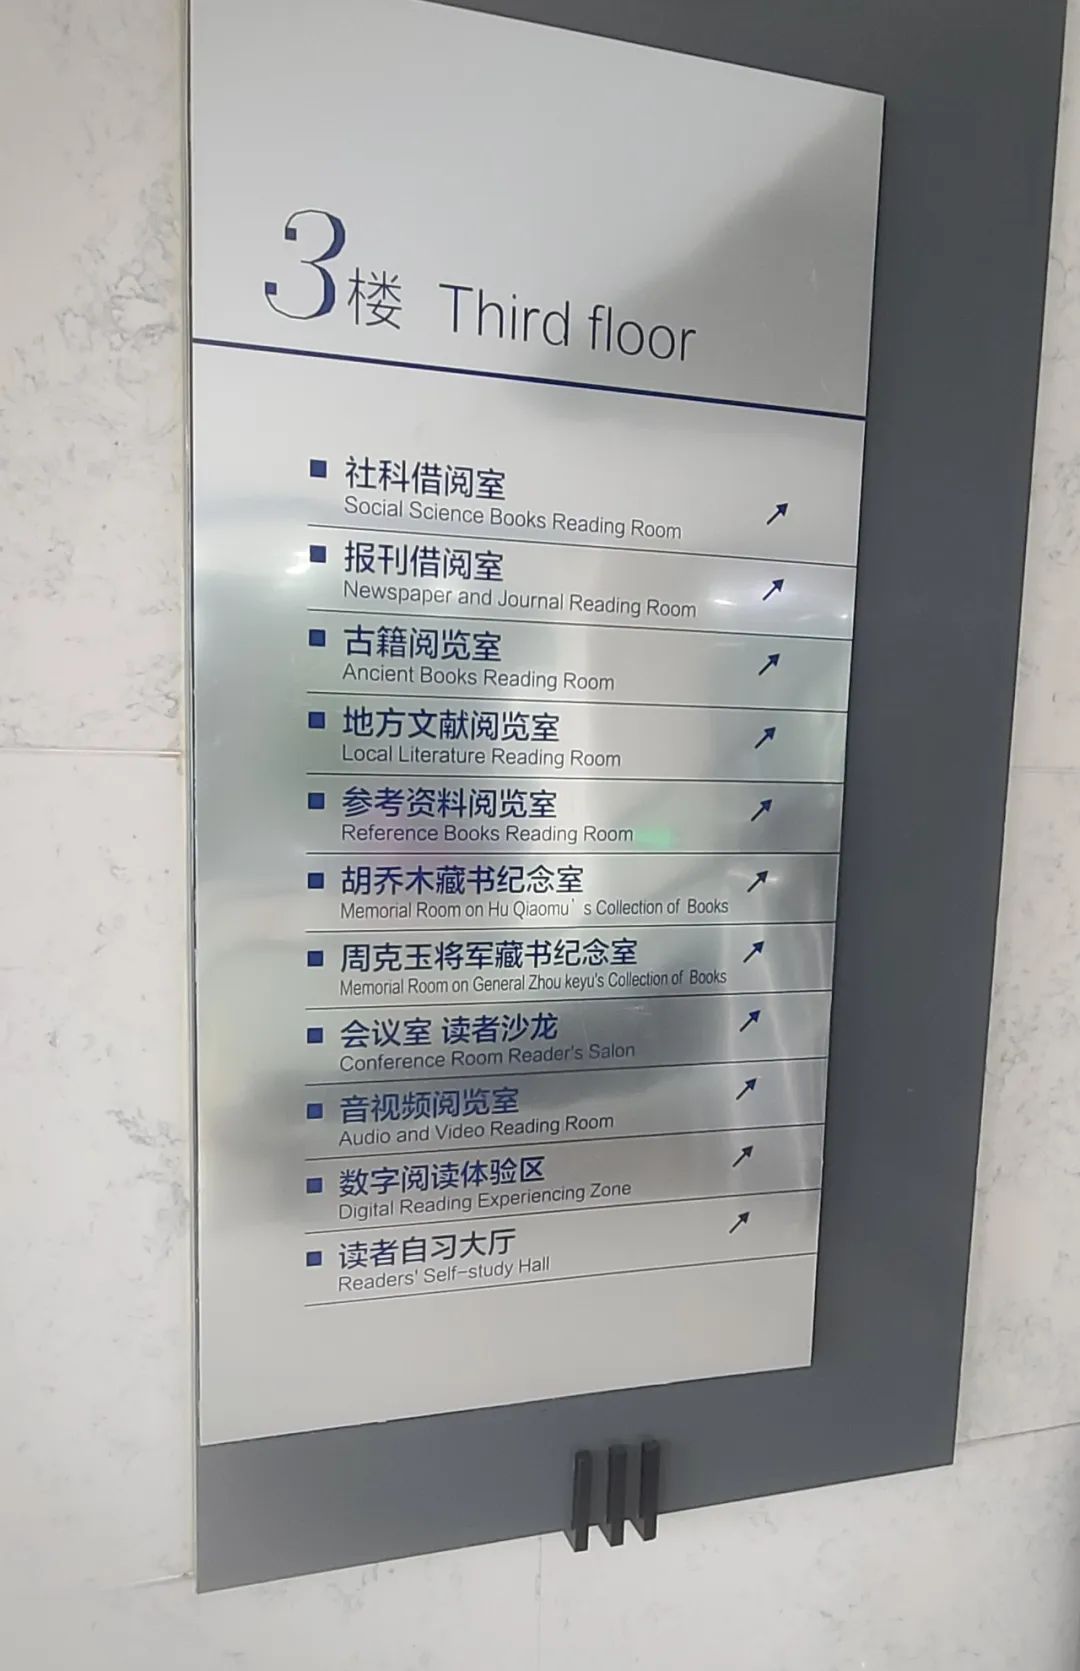 3楼 Third floor
社科借阅室
Social Science Books Reading Room
报刊借阅室
Newspaper and Journal Reading Room
古籍阅览室
Ancient Books Reading Room
地方文献阅览室
Local Literature Reading Room
参考资料阅览室
Reference Books Reading Room
胡乔木藏书纪念室
Memorial Room on Hu Qiaomu' s Collection of Books
周克玉将军藏书纪念室
Memorial Room on General Zhou keyu's Collection of Books
会议室 读者沙龙
Conference Room Reader's Salon
音视频阅览室
Audio and Video Reading Room
数字阅读体验区
Digital Reading Experiencing Zone
读者自习大厅
Readers' Self-study Hall